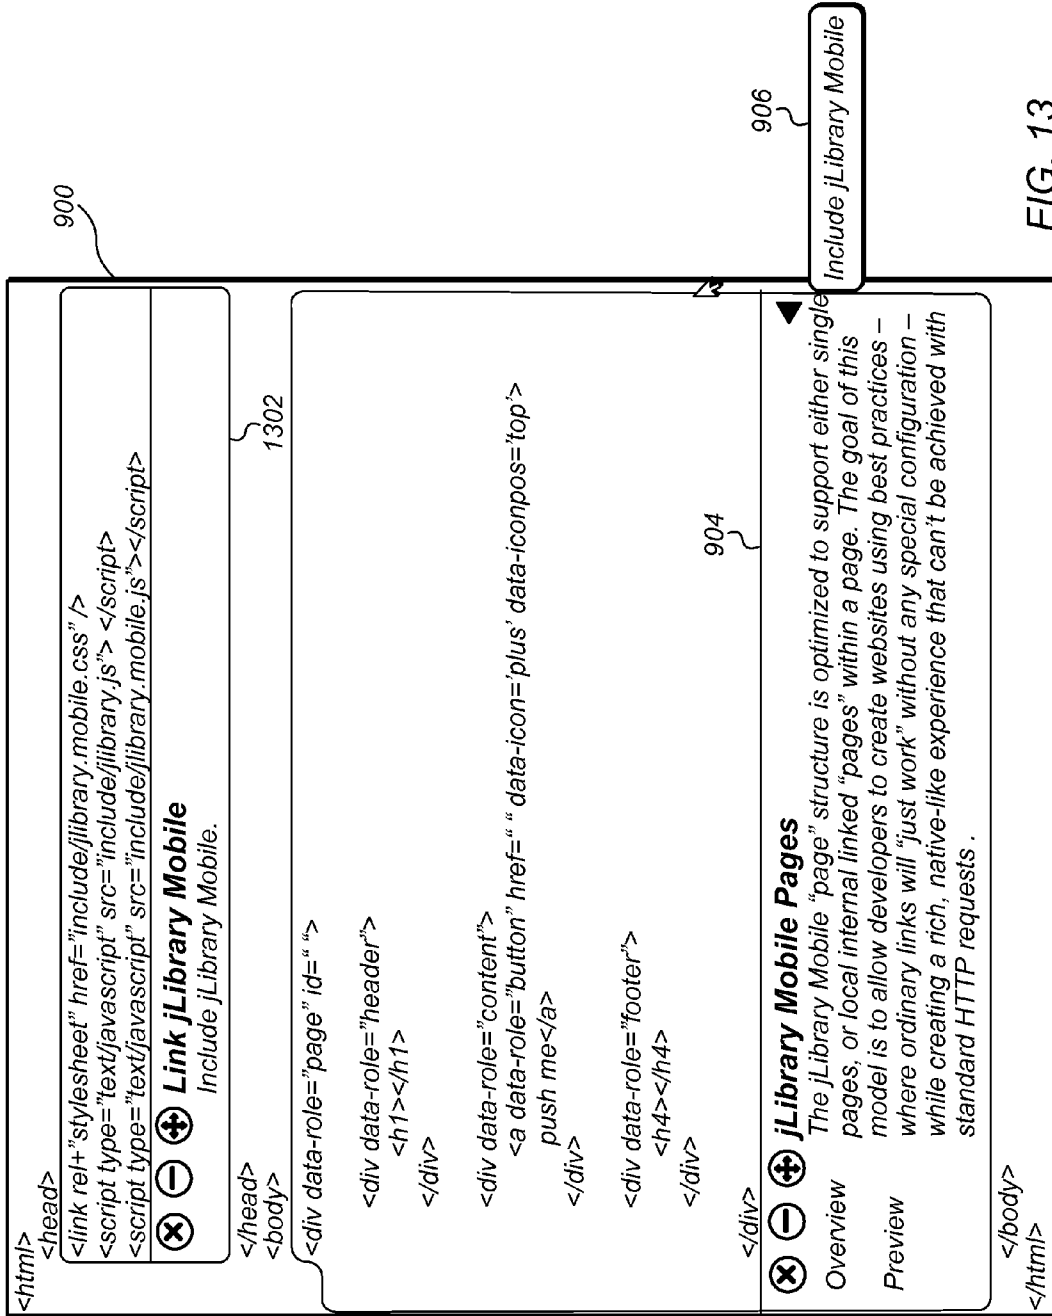 <html>
<head>
<link rel+"stylesheet" href="include/jlibrary.mobile.css" />
<script type="text/javascript" src="include/jlibrary.js"> </script>
<script type="text/javascript" src="include/jlibrary.mobile.js"></script>
Link jLibrary Mobile
Include jLibrary Mobile.
</head>
<body>
<div data-role="page" id=" ">
<div data-role="header">
<h1></h1>
</div>
<div data-role="content">
<a data-role="button" href=" " data-icon='plus' data-iconpos='top'>
push me</a>
</div>
<div data-role="footer">
<h4></h4>
</div>
</div>
jLibrary Mobile Pages
Overview
Preview
The jLibrary Mobile "page" structure is optimized to support either single
pages, or local internal linked "pages" within a page. The goal of this
model is to allow developers to create websites using best practices –
where ordinary links will "just work" without any special configuration –
while creating a rich, native-like experience that can't be achieved with
standard HTTP requests .
</body>
</html>
900
1302
904
906
Include jLibrary Mobile
FIG. 13